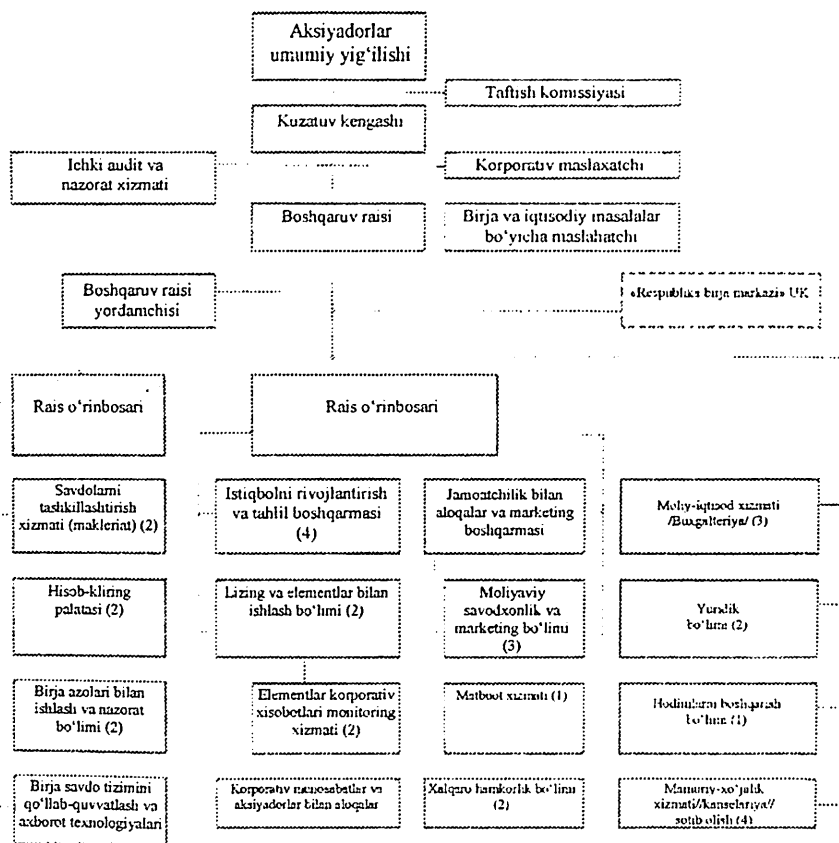 Aksiyadorlar
umumiy yig‘ilishi
Taftish komissiyasi
Kuzatuv kengashi
Ichki audit va
nazorat xizmati
Korporativ maslaxatchi
Boshqaruv raisi
Birja va iqtisodiy masalalar
bo‘yicha maslahatchi
Boshqaruv raisi
yordamchisi
«Respublika birja markazi» UK
Rais o‘rinbosari
Rais o‘rinbosari
Savdolarni
tashkillashtirish
xizmati (makleriat) (2)
Istiqbolni rivojlantirish
va tahlil boshqarmasi
(4)
Jamoatchilik bilan
aloqalar va marketing
boshqarmasi
Moliy-iqtisod xizmati
/Buxgalteriya/ (3)
Hisob-kliring
palatasi (2)
Lizing va elementlar bilan
ishlash bo‘limi (2)
Moliyaviy
savodxonlik va
marketing bo‘limi
(3)
Yuridik
bo‘limi (2)
Birja azolari bilan
ishlash va nazorat
bo‘limi (2)
Elementlar korporativ
xisobotlari monitoring
xizmati (2)
Matbuot xizmati (1)
Hodimlarni boshqarish
bo‘limi (1)
Birja savdo tizimini
qo‘llab-quvvatlash va
axborot texnologiyalari
Korporativ munosabatlar va
aksiyadorlar bilan aloqalar
Xalqaro hamkorlik bo‘limi
(2)
Mamuriy-xo‘jalik
xizmati//kanselariya//
sotib olish (4)